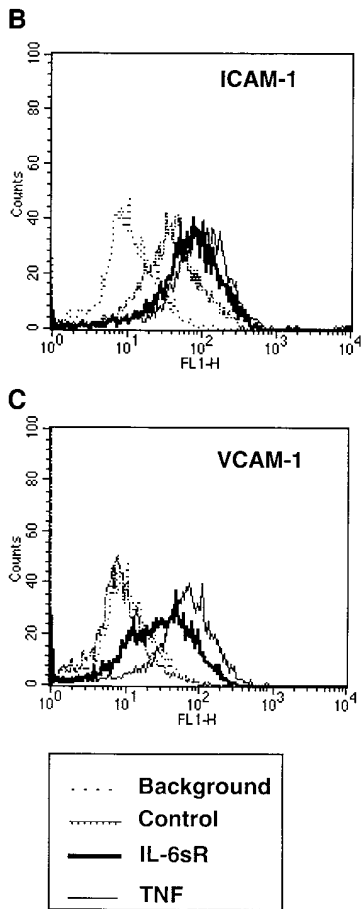 B
ICAM-1
100
80
60
40
20
0
Counts
10^0 10^1 10^2 10^3 10^4
FL1-H
C
VCAM-1
100
80
60
40
20
0
Counts
10^0 10^1 10^2 10^3 10^4
FL1-H
Background
Control
IL-6sR
TNF